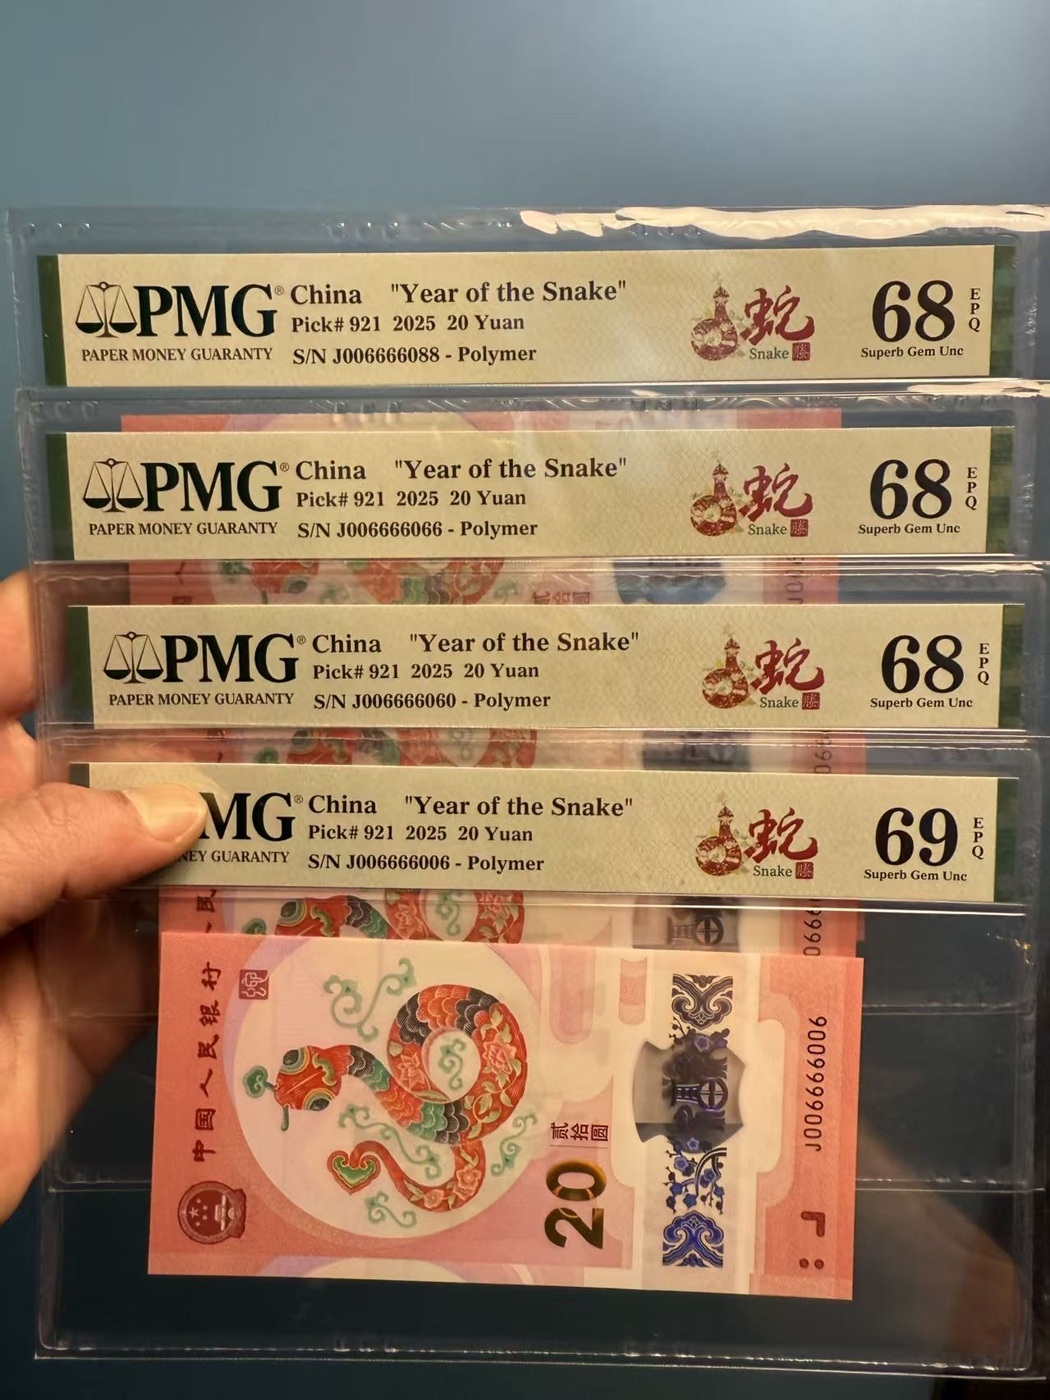 PMG® China "Year of the Snake"
Pick# 921 2025 20 Yuan
PAPER MONEY GUARANTY S/N J006666088 - Polymer
蛇
Snake
68 EPQ
Superb Gem Unc
PMG® China "Year of the Snake"
Pick# 921 2025 20 Yuan
PAPER MONEY GUARANTY S/N J006666066 - Polymer
蛇
Snake
68 EPQ
Superb Gem Unc
PMG® China "Year of the Snake"
Pick# 921 2025 20 Yuan
PAPER MONEY GUARANTY S/N J006666060 - Polymer
蛇
Snake
68 EPQ
Superb Gem Unc
MG® China "Year of the Snake"
Pick# 921 2025 20 Yuan
NEY GUARANTY S/N J006666006 - Polymer
蛇
Snake
69 EPQ
Superb Gem Unc
中国人民银行
贰拾圆
20
J006666006